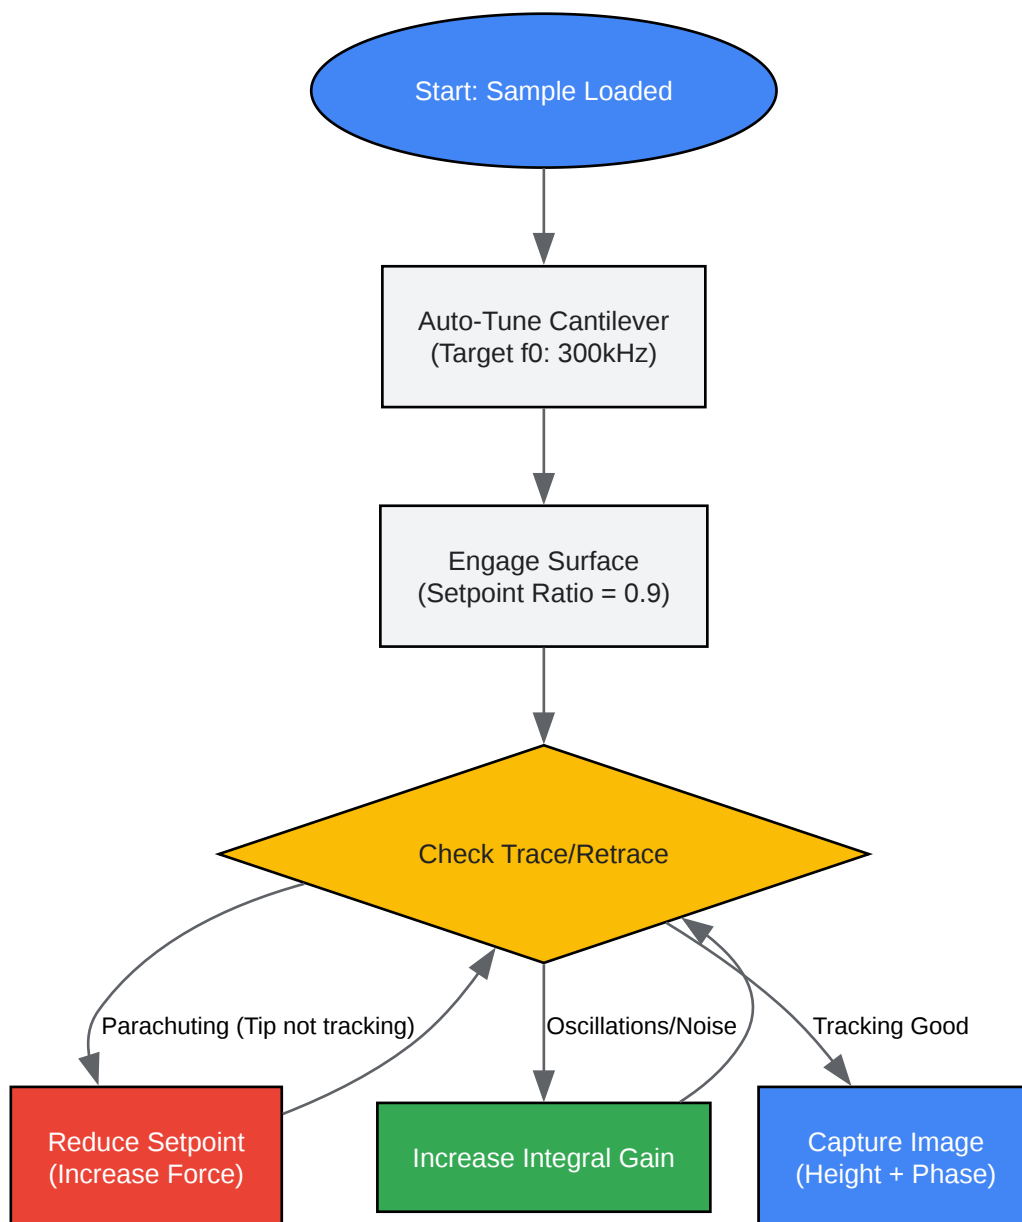 Start: Sample Loaded
Auto-Tune Cantilever
(Target f0: 300kHz)
Engage Surface
(Setpoint Ratio = 0.9)
Check Trace/Retrace
Parachuting (Tip not tracking)
Oscillations/Noise
Tracking Good
Reduce Setpoint
(Increase Force)
Increase Integral Gain
Capture Image
(Height + Phase)